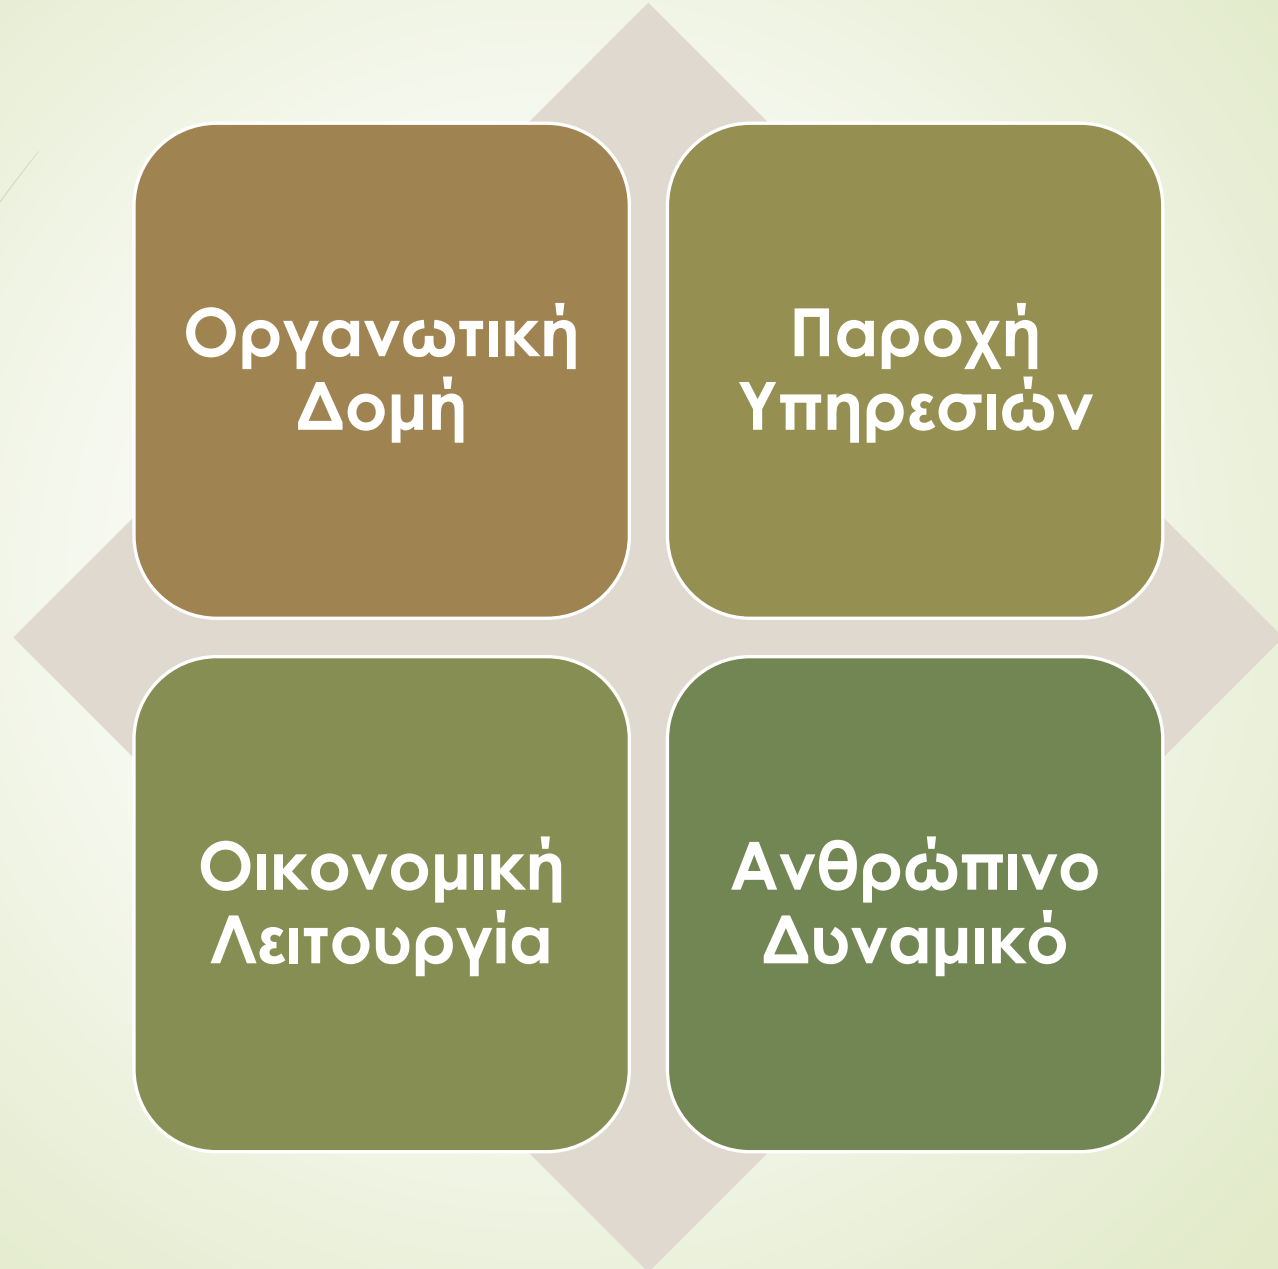 Οργανωτική
Δομή
Παροχή
Υπηρεσιών
Οικονομική
Λειτουργία
Ανθρώπινο
Δυναμικό